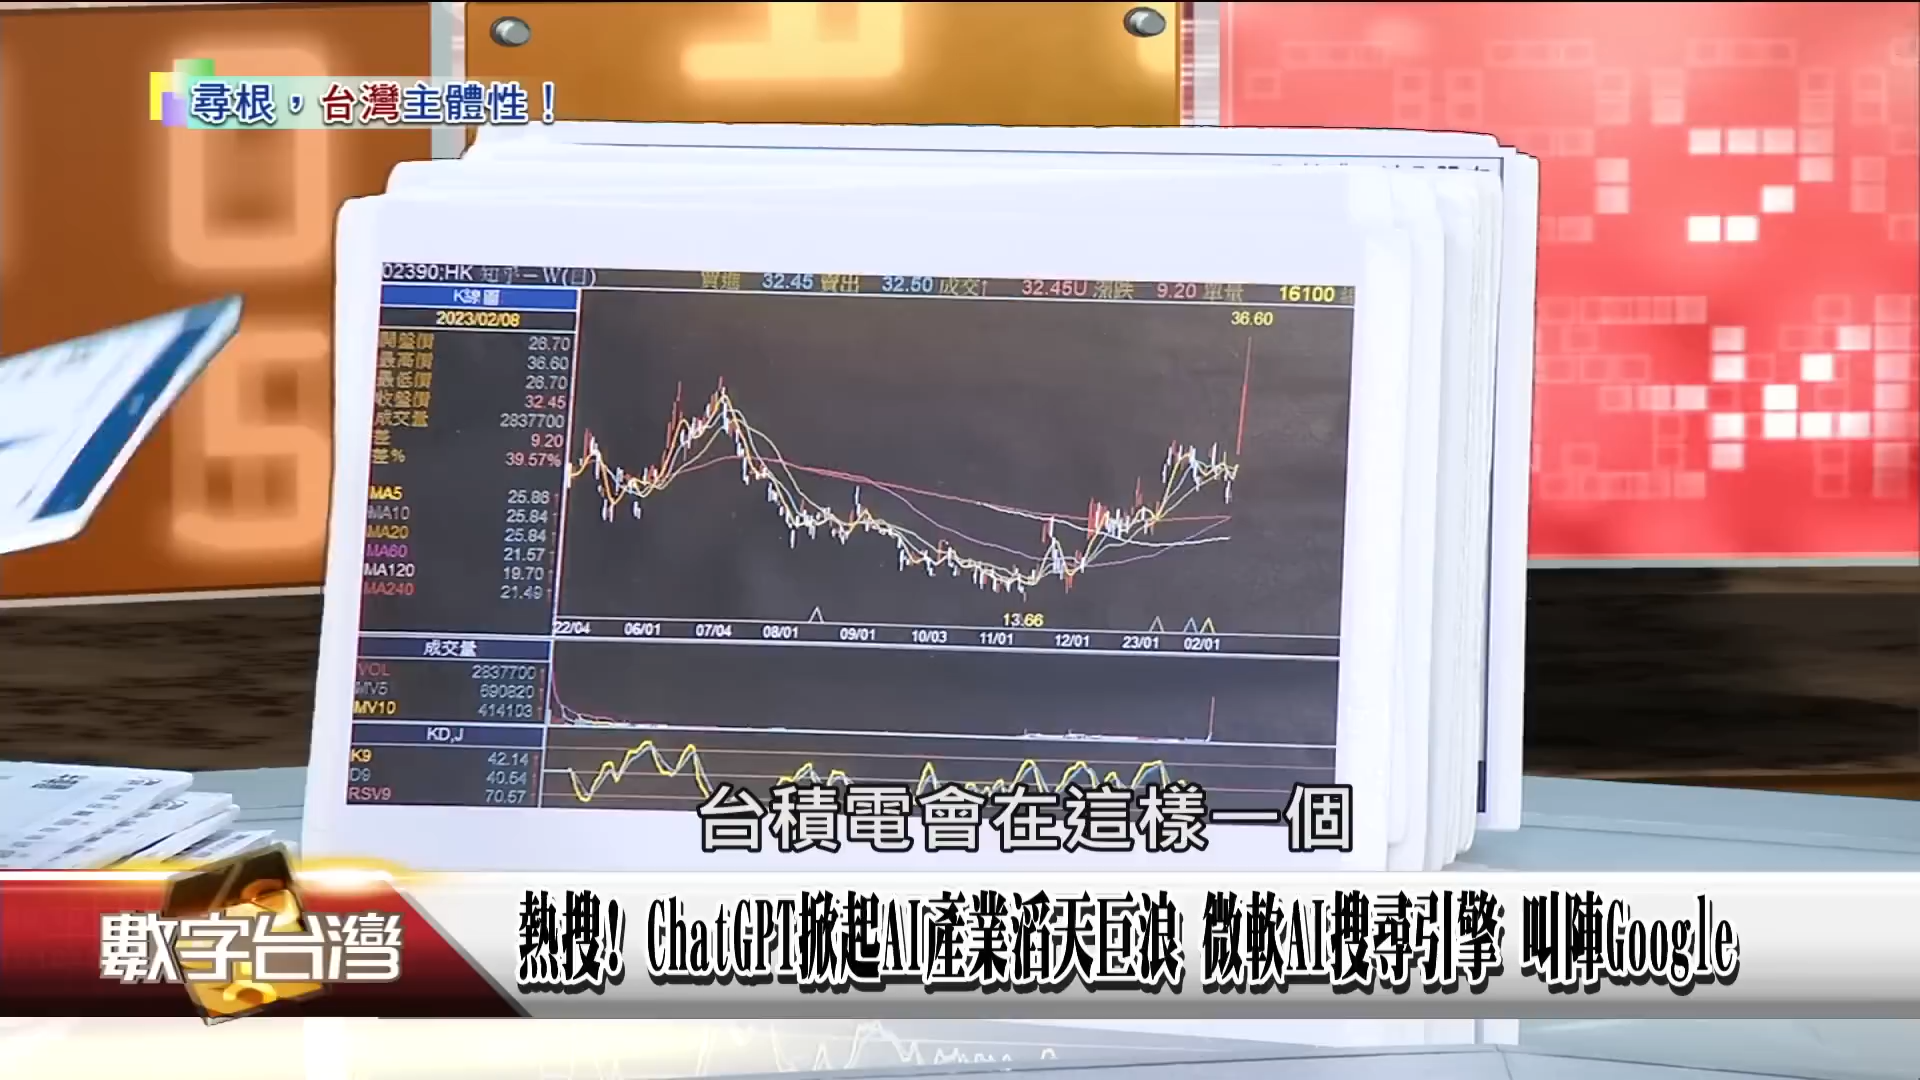 尋根，台灣主體性！
02390;HK 知乎－W(日) 買進 32.45 賣出 32.50 成交↑ 32.45U 漲跌 9.20 單量 16100
K線圖
2023/02/08
36.60
開盤價 26.70
最高價 36.60
最低價 26.70
收盤價 32.45
成交量 2837700
差 9.20
差% 39.57%
MA5 25.86
MA10 25.84
MA20 25.84
MA60 21.57
MA120 19.70
MA240 21.49
13.66
22/04 06/01 07/04 08/01 09/01 10/03 11/01 12/01 23/01 02/01
成交量
VOL 2837700
MV5 690820
MV10 414103
KD,J
K9 42.14
D9 40.54
RSV9 70.57
台積電會在這樣一個
數字台灣
熱搜！ChatGPT掀起AI產業滔天巨浪 微軟AI搜尋引擎 叫陣Google